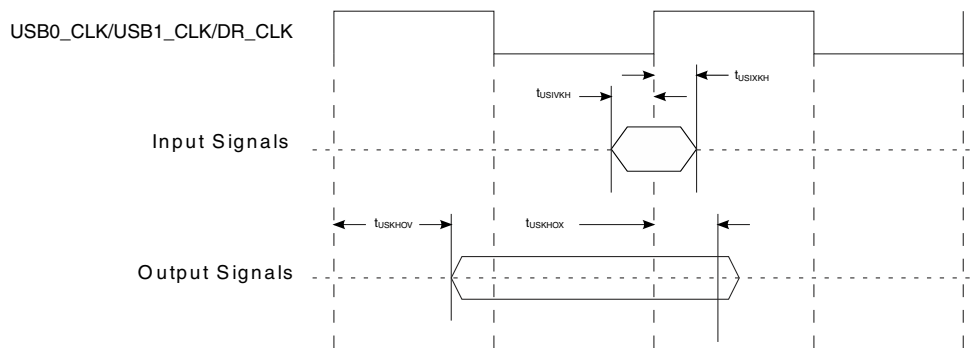 USB0_CLK/USB1_CLK/DR_CLK
tUSIXKH
tUSIVKH
Input Signals
tUSKHOV
tUSKHOX
Output Signals